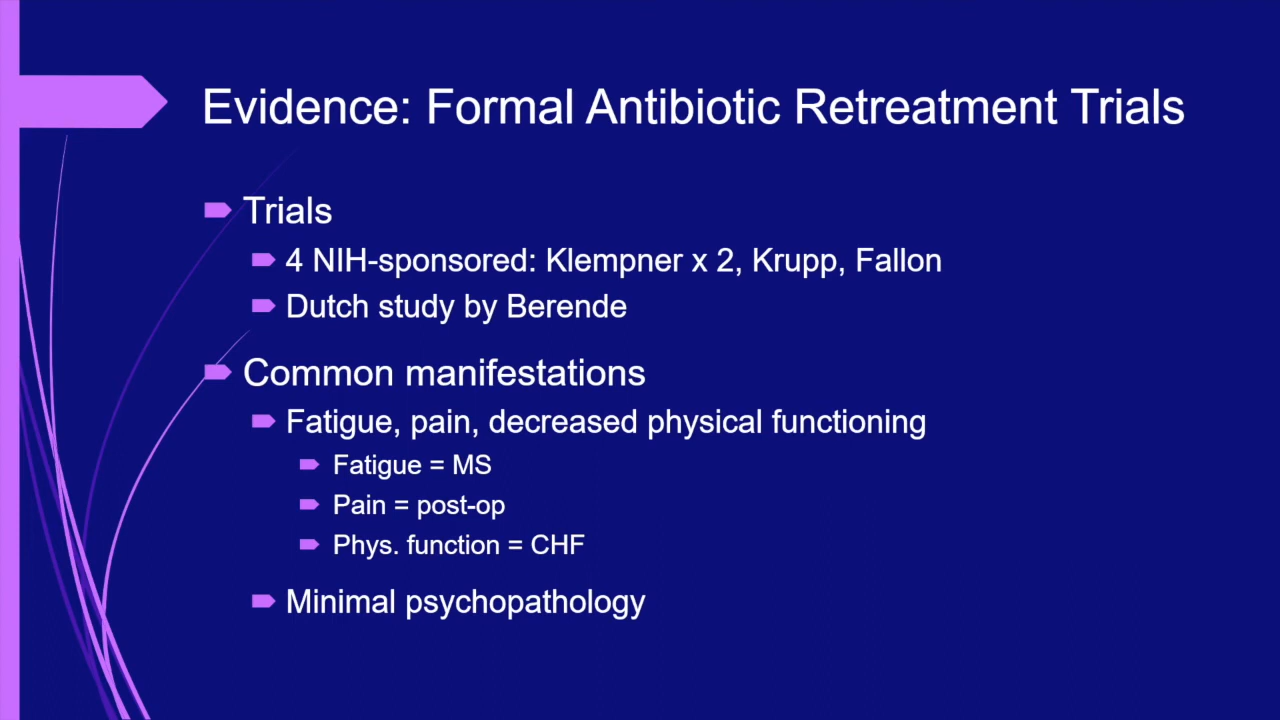 Evidence: Formal Antibiotic Retreatment Trials
Trials
4 NIH-sponsored: Klempner x 2, Krupp, Fallon
Dutch study by Berende
Common manifestations
Fatigue, pain, decreased physical functioning
Fatigue = MS
Pain = post-op
Phys. function = CHF
Minimal psychopathology